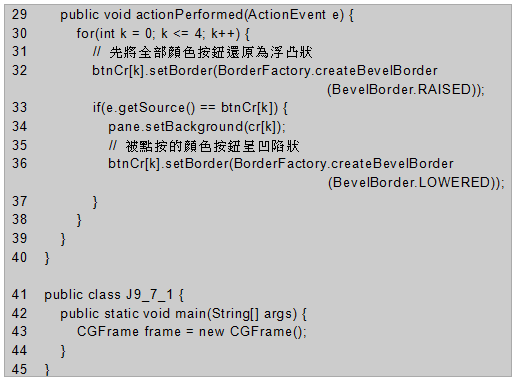 29 public void actionPerformed(ActionEvent e) {
30 for(int k = 0; k <= 4; k++) {
31 // 先將全部顏色按鈕還原為浮凸狀
32 btnCr[k].setBorder(BorderFactory.createBevelBorder
(BevelBorder.RAISED));
33 if(e.getSource() == btnCr[k]) {
34 pane.setBackground(cr[k]);
35 // 被點按的顏色按鈕呈凹陷狀
36 btnCr[k].setBorder(BorderFactory.createBevelBorder
(BevelBorder.LOWERED));
37 }
38 }
39 }
40 }
41 public class J9_7_1 {
42 public static void main(String[] args) {
43 CGFrame frame = new CGFrame();
44 }
45 }